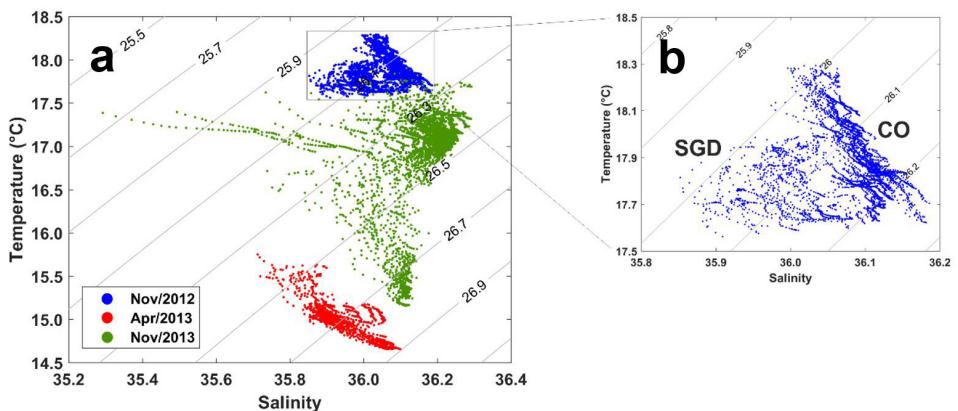 a
18.5
18.0
17.5
17.0
16.5
16.0
15.5
15.0
14.5
Temperature (°C)
25.5
25.7
25.9
26.3
26.5
26.7
26.9
Nov/2012
Apr/2013
Nov/2013
35.2 35.4 35.6 35.8 36.0 36.2 36.4
Salinity
b
18.5
18.3
18.1
17.9
17.7
17.5
Temperature (°C)
25.8
25.9
26
26.1
26.2
SGD
CO
35.8 35.9 36.0 36.1 36.2
Salinity